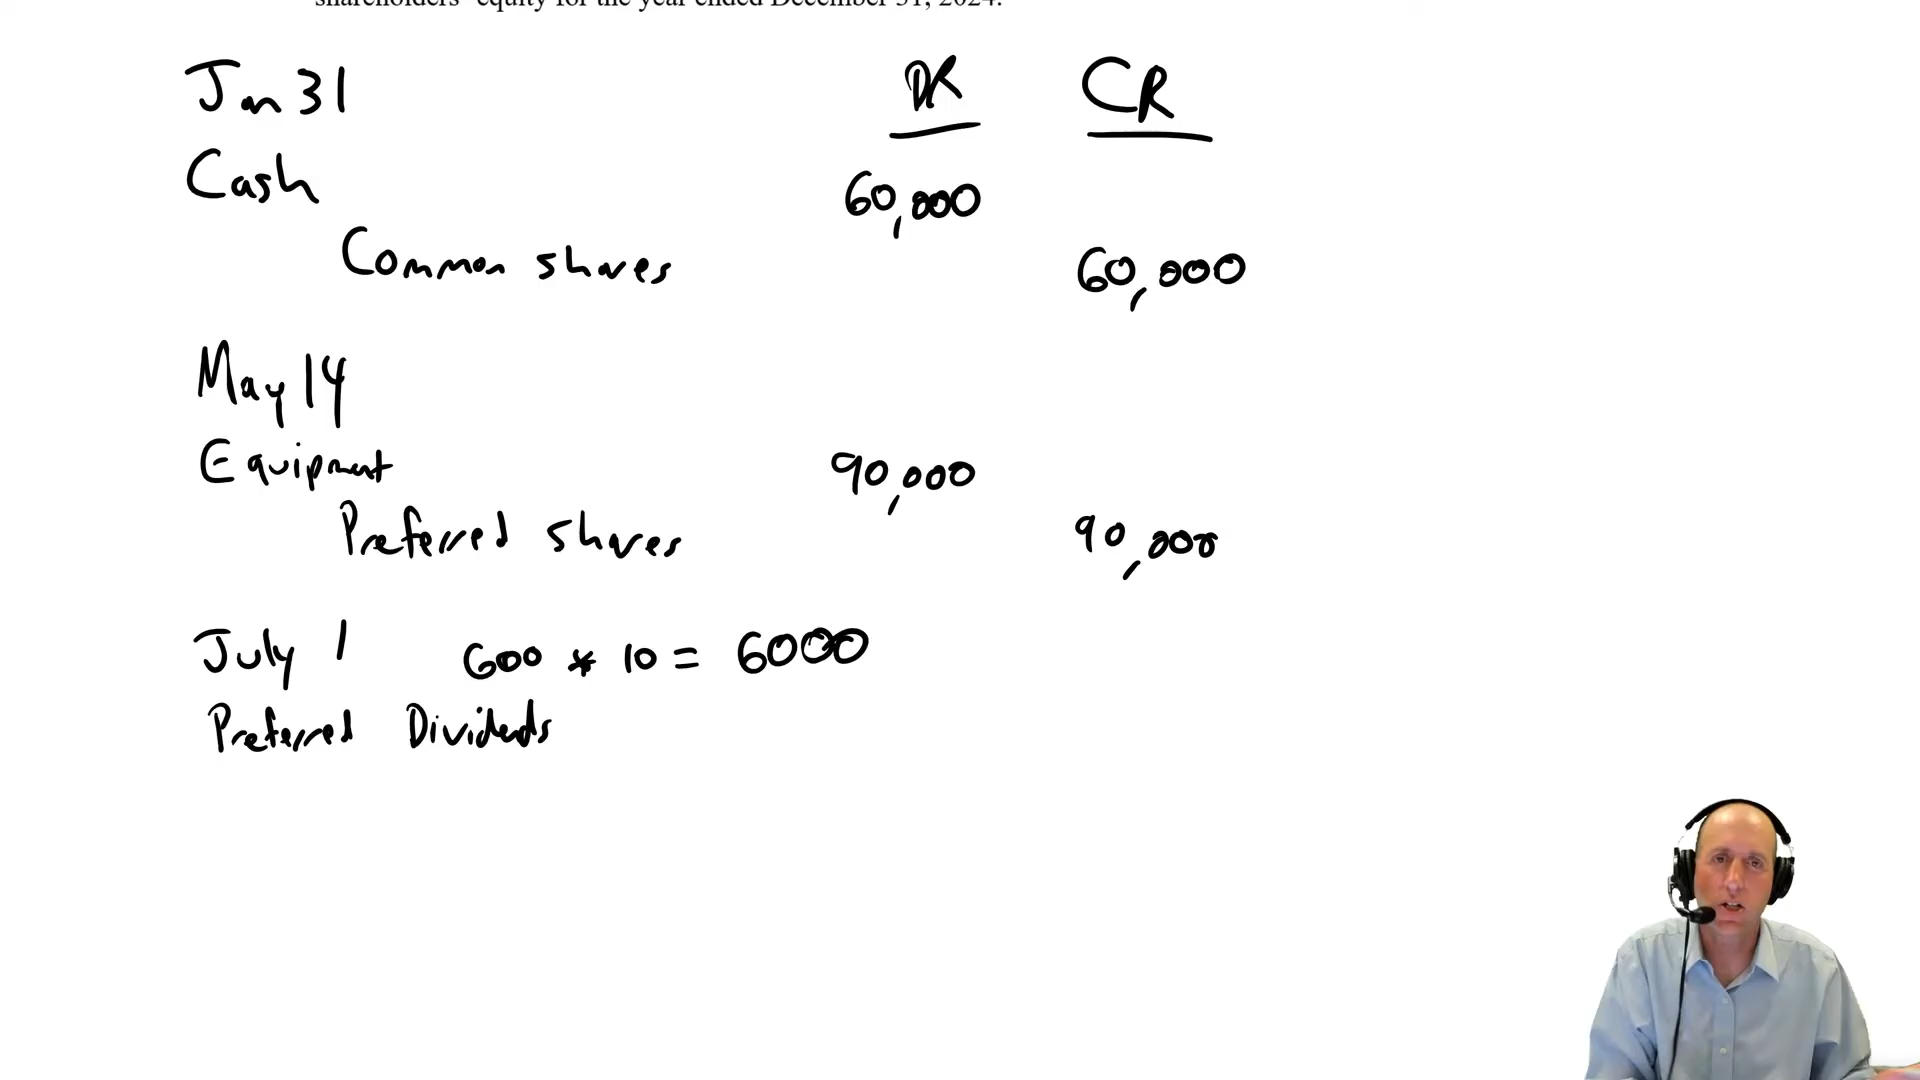 shareholders' equity for the year ended December 31, 2024.
Jan 31 DR CR
Cash 60,000
Common shares 60,000
May 14
Equipment 90,000
Preferred shares 90,000
July 1 600 * 10 = 6000
Preferred Dividends